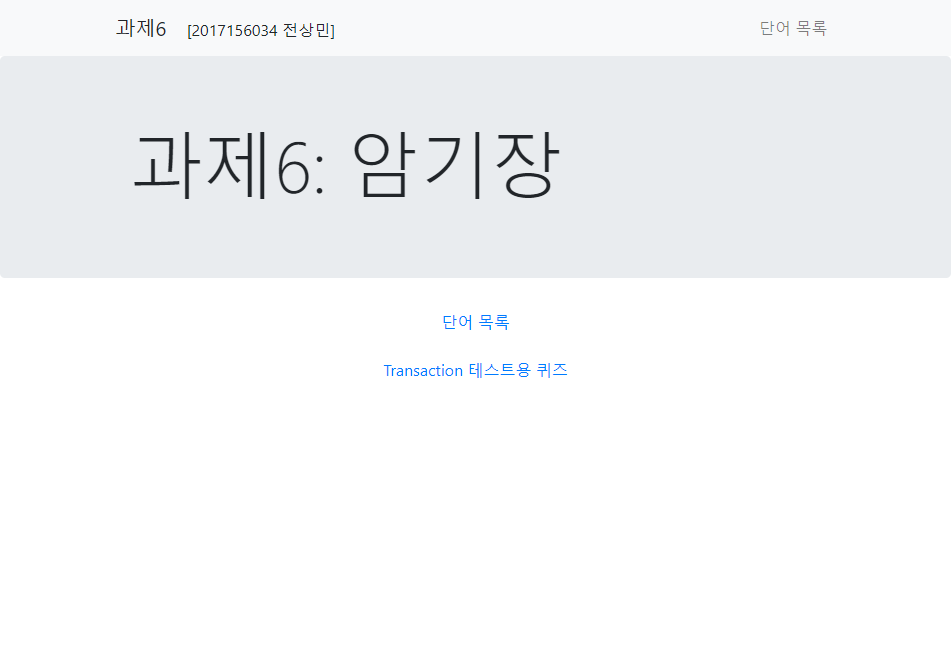 과제6 [2017156034 전상민] 단어 목록
과제6: 암기장
단어 목록
Transaction 테스트용 퀴즈